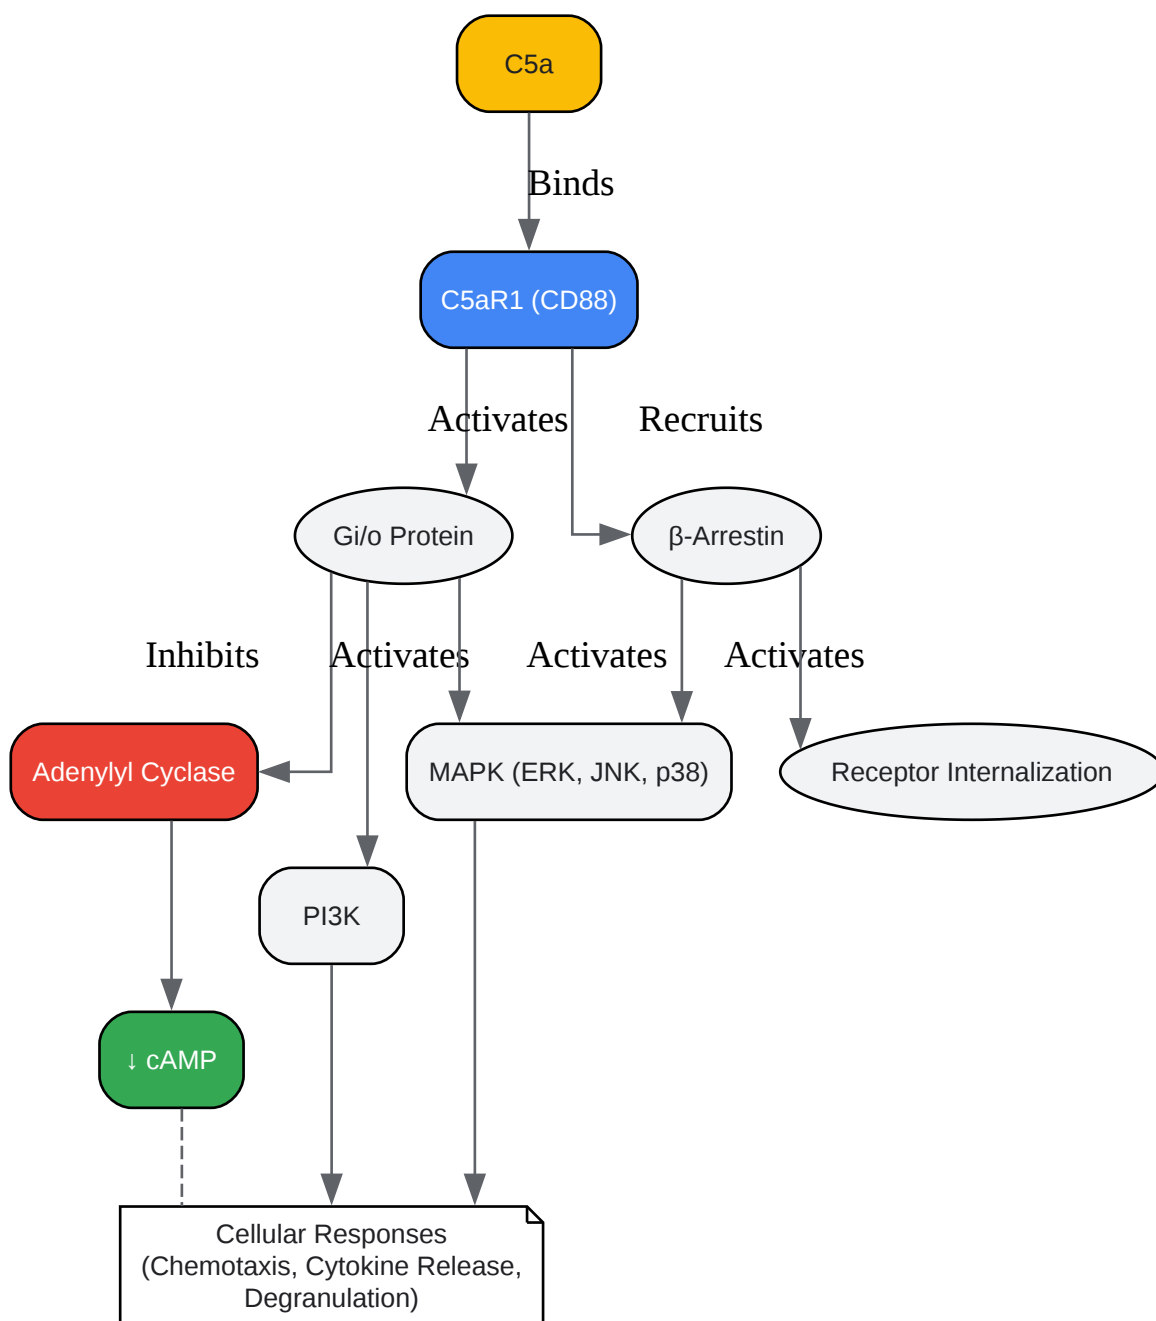 C5a
Binds
C5aR1 (CD88)
Activates
Recruits
Gi/o Protein
β-Arrestin
Inhibits
Activates
Activates
Activates
Adenylyl Cyclase
MAPK (ERK, JNK, p38)
Receptor Internalization
PI3K
↓ cAMP
Cellular Responses
(Chemotaxis, Cytokine Release,
Degranulation)